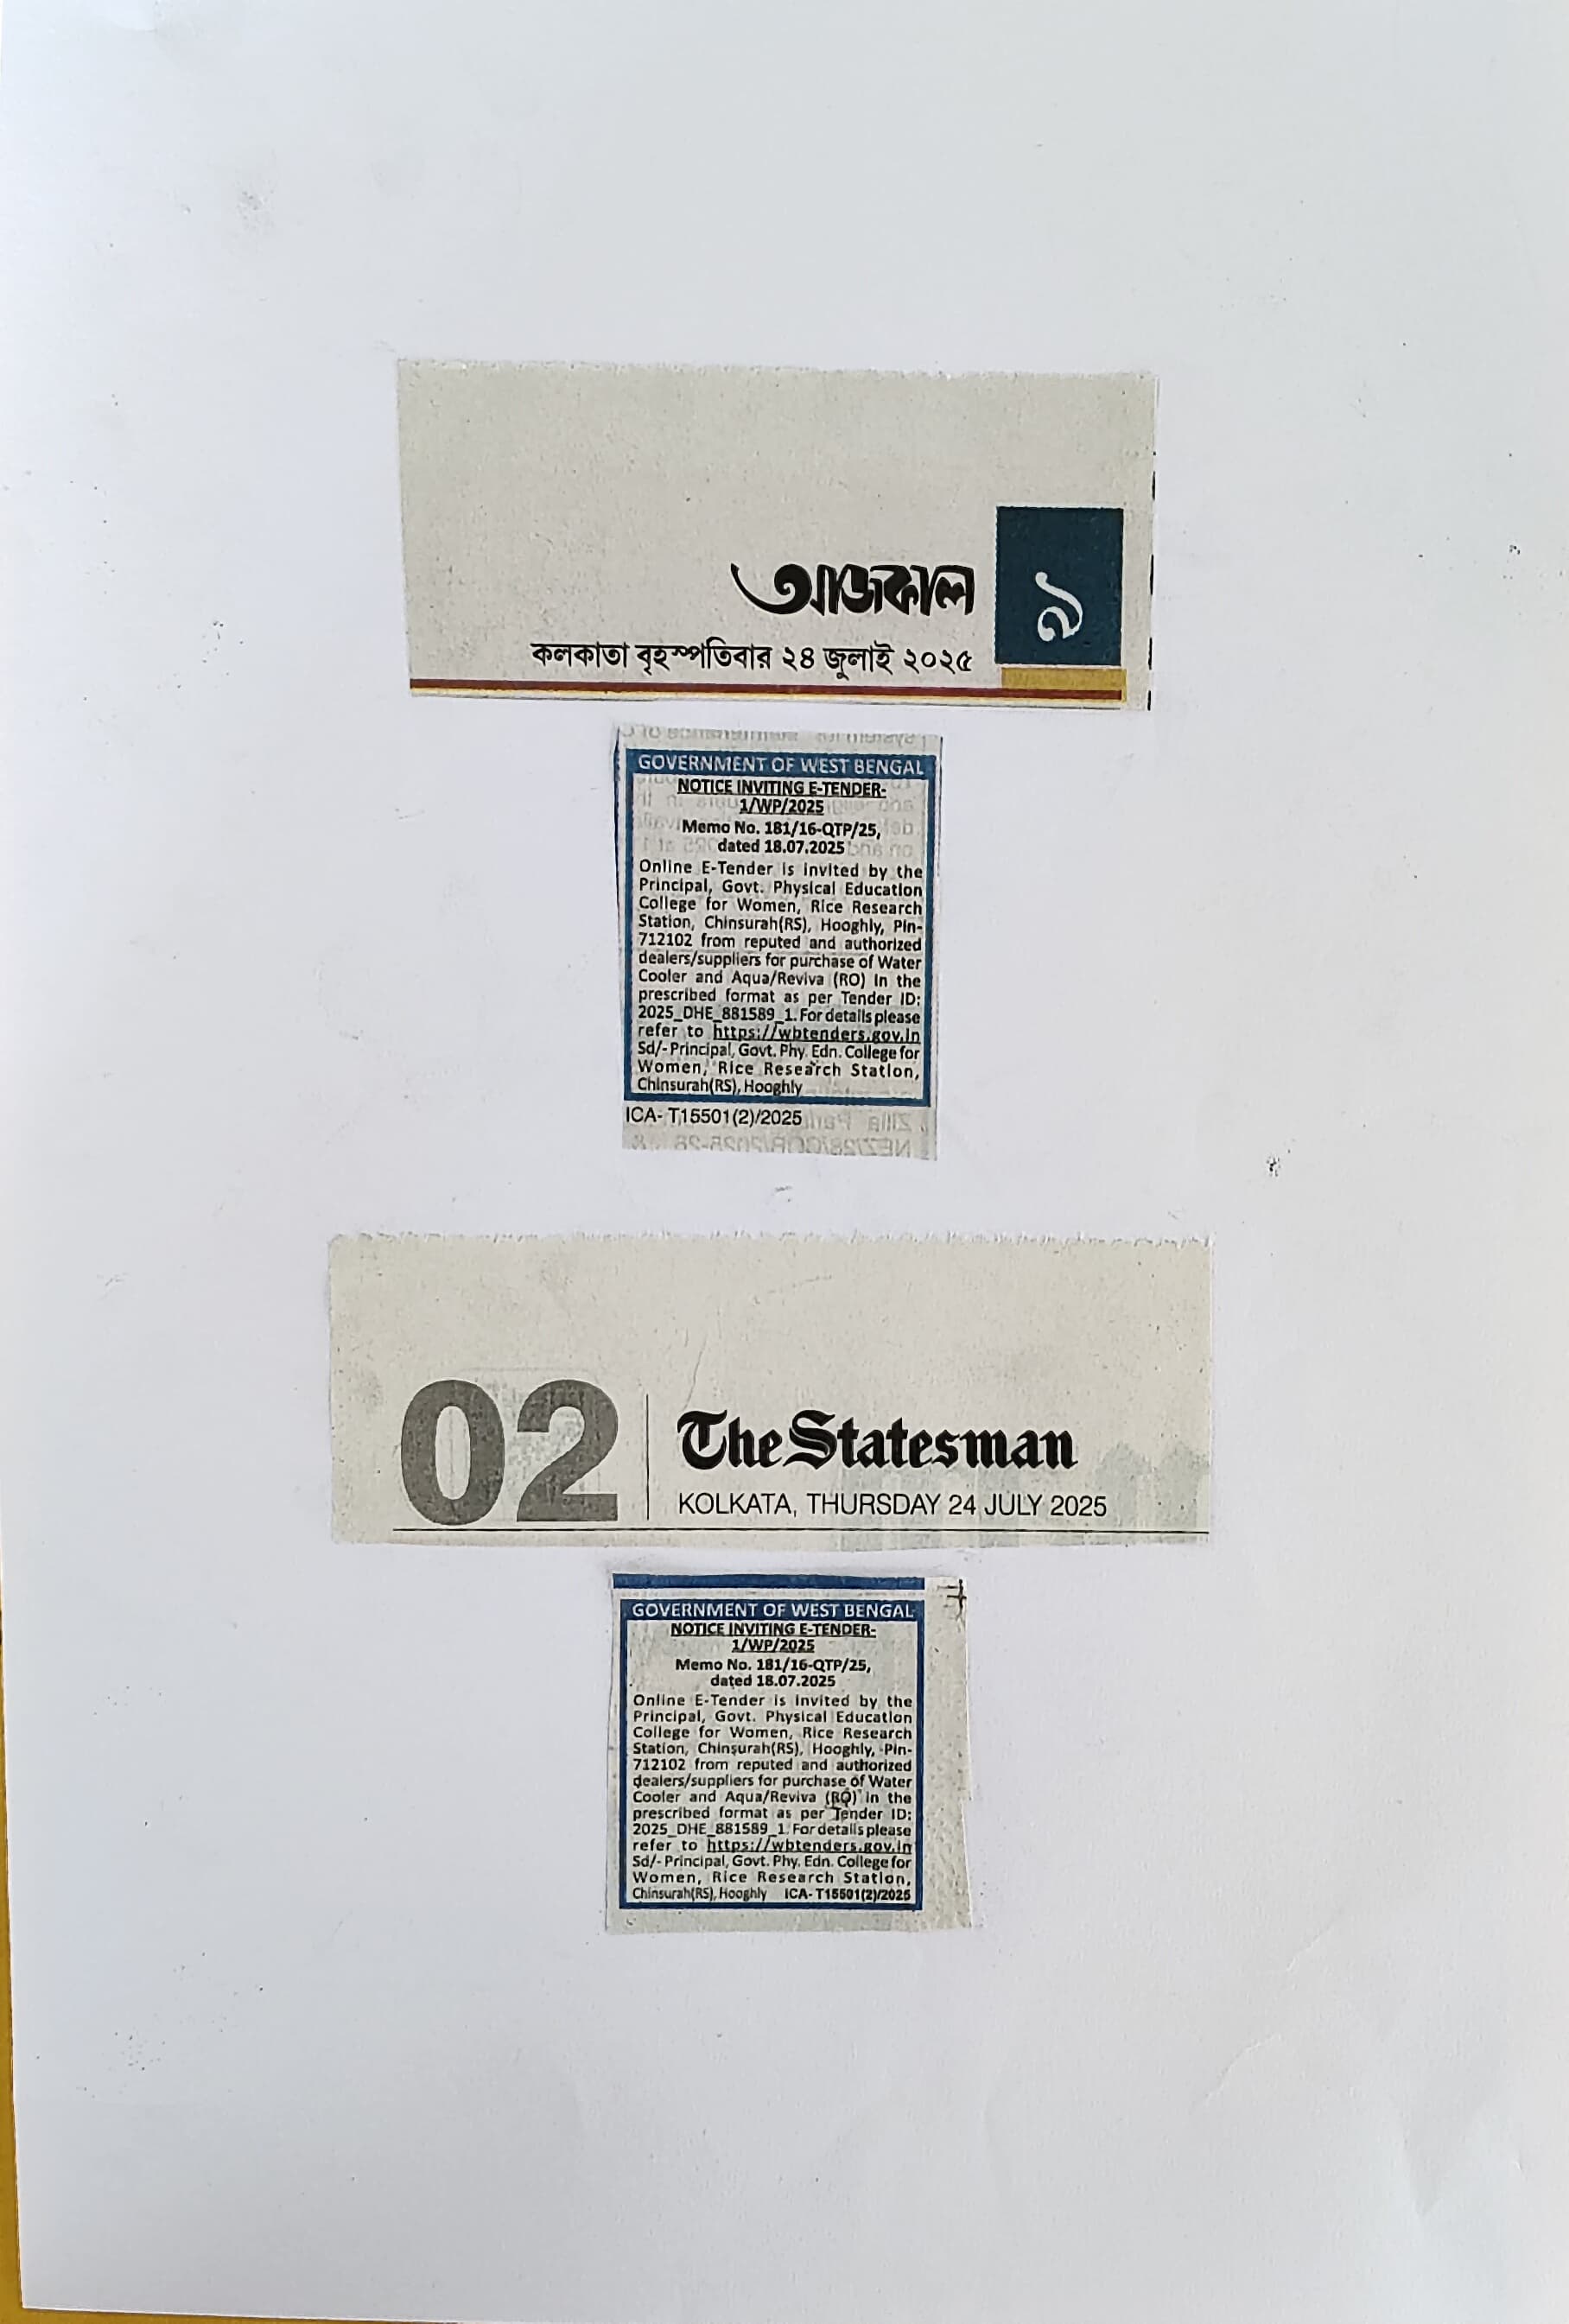 আজকাল
৯
কলকাতা বৃহস্পতিবার ২৪ জুলাই ২০২৫
GOVERNMENT OF WEST BENGAL
NOTICE INVITING E-TENDER-
1/WP/2025
Memo No. 181/16-QTP/25,
dated 18.07.2025
Online E-Tender is invited by the
Principal, Govt. Physical Education
College for Women, Rice Research
Station, Chinsurah(RS), Hooghly, Pin-
712102 from reputed and authorized
dealers/suppliers for purchase of Water
Cooler and Aqua/Reviva (RO) in the
prescribed format as per Tender ID:
2025_DHE_881589_1. For details please
refer to https://wbtenders.gov.in
Sd/- Principal, Govt. Phy. Edn. College for
Women, Rice Research Station,
Chinsurah(RS), Hooghly
ICA- T15501(2)/2025
02
The Statesman
KOLKATA, THURSDAY 24 JULY 2025
GOVERNMENT OF WEST BENGAL
NOTICE INVITING E-TENDER-
1/WP/2025
Memo No. 181/16-QTP/25,
dated 18.07.2025
Online E-Tender is invited by the
Principal, Govt. Physical Education
College for Women, Rice Research
Station, Chinsurah(RS), Hooghly, Pin-
712102 from reputed and authorized
dealers/suppliers for purchase of Water
Cooler and Aqua/Reviva (RO) in the
prescribed format as per Tender ID:
2025_DHE_881589_1. For details please
refer to https://wbtenders.gov.in
Sd/- Principal, Govt. Phy. Edn. College for
Women, Rice Research Station,
Chinsurah(RS), Hooghly ICA- T15501(2)/2025